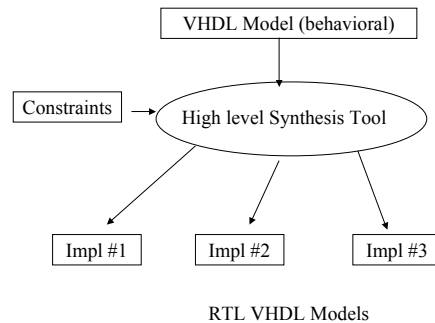 VHDL Model (behavioral)
Constraints
High level Synthesis Tool
Impl #1
Impl #2
Impl #3
RTL VHDL Models